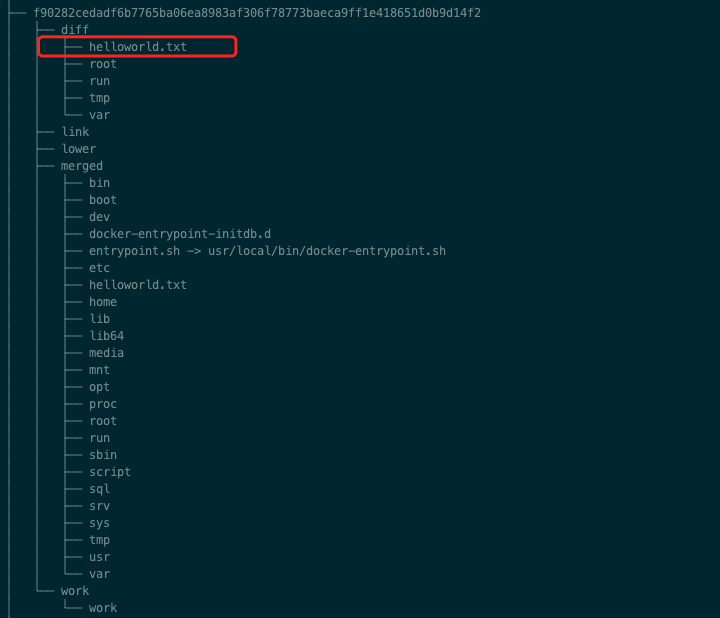 ├── f90282cedadf6b7765ba06ea8983af306f78773baeca9ff1e418651d0b9d14f2
│   ├── diff
│   │   ├── helloworld.txt
│   │   ├── root
│   │   ├── run
│   │   ├── tmp
│   │   └── var
│   ├── link
│   ├── lower
│   ├── merged
│   │   ├── bin
│   │   ├── boot
│   │   ├── dev
│   │   ├── docker-entrypoint-initdb.d
│   │   ├── entrypoint.sh -> usr/local/bin/docker-entrypoint.sh
│   │   ├── etc
│   │   ├── helloworld.txt
│   │   ├── home
│   │   ├── lib
│   │   ├── lib64
│   │   ├── media
│   │   ├── mnt
│   │   ├── opt
│   │   ├── proc
│   │   ├── root
│   │   ├── run
│   │   ├── sbin
│   │   ├── script
│   │   ├── sql
│   │   ├── srv
│   │   ├── sys
│   │   ├── tmp
│   │   ├── usr
│   │   └── var
│   └── work
│       └── work